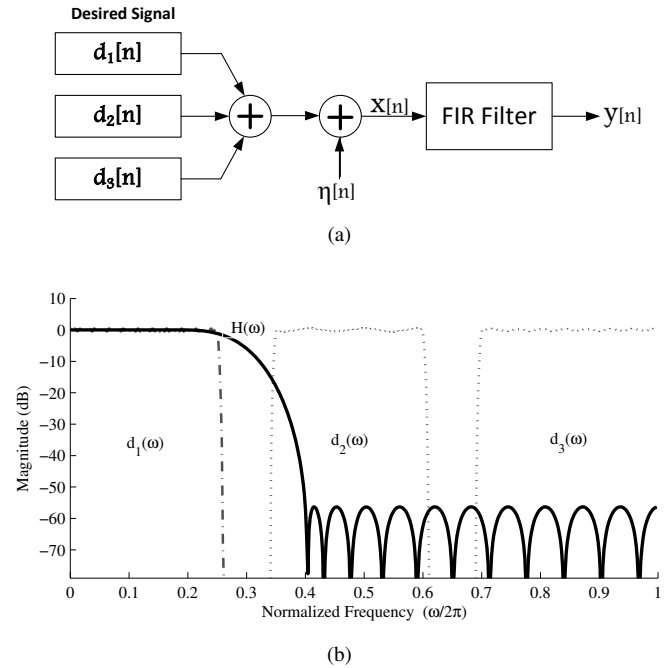 Desired Signal
d₁[n]
d₂[n]
d₃[n]
+
+
x[n]
FIR Filter
y[n]
η[n]
(a)
10
0
−10
−20
−30
−40
−50
−60
−70
Magnitude (dB)
H(ω)
d₁(ω)
d₂(ω)
d₃(ω)
0 0.1 0.2 0.3 0.4 0.5 0.6 0.7 0.8 0.9 1
Normalized Frequency (ω/2π)
(b)